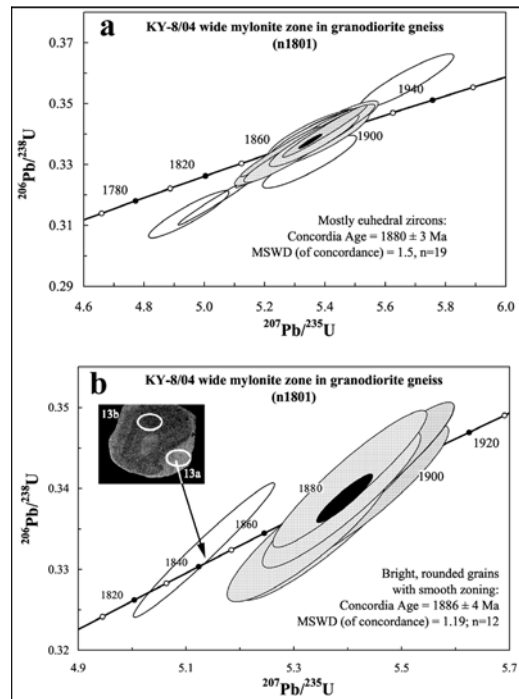 a
KY-8/04 wide mylonite zone in granodiorite gneiss
(n1801)
0.37
0.35
0.33
0.31
0.29
206Pb/238U
1780
1820
1860
1900
1940
Mostly euhedral zircons:
Concordia Age = 1880 ± 3 Ma
MSWD (of concordance) = 1.5, n=19
4.6 4.8 5.0 5.2 5.4 5.6 5.8 6.0
207Pb/235U
b
KY-8/04 wide mylonite zone in granodiorite gneiss
(n1801)
0.35
0.34
0.33
0.32
206Pb/238U
13b
13a
1820
1840
1860
1880
1900
1920
Bright, rounded grains
with smooth zoning:
Concordia Age = 1886 ± 4 Ma
MSWD (of concordance) = 1.19; n=12
4.9 5.1 5.3 5.5 5.7
207Pb/235U